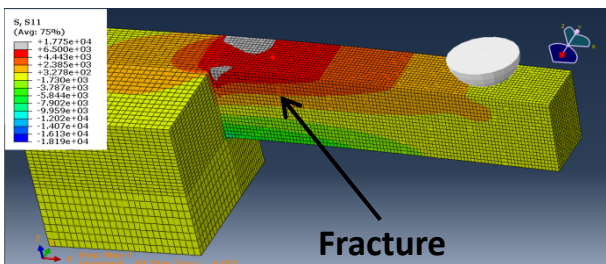 S, S11
(Avg: 75%)
+1.775e+04
+6.500e+03
+4.443e+03
+2.385e+03
+3.278e+02
-1.730e+03
-3.787e+03
-5.844e+03
-7.902e+03
-9.959e+03
-1.202e+04
-1.407e+04
-1.613e+04
-1.819e+04
Z
Y
X
Fracture